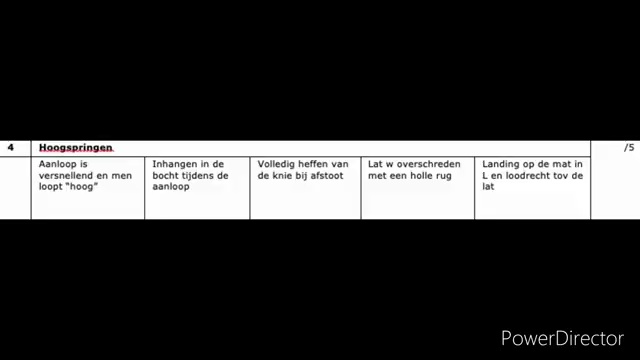 4 Hoogspringen /5
Aanloop is
versnellend en men
loopt "hoog"
Inhangen in de
bocht tijdens de
aanloop
Volledig heffen van
de knie bij afstoot
Lat w overschreden
met een holle rug
Landing op de mat in
L en loodrecht tov de
lat
PowerDirector